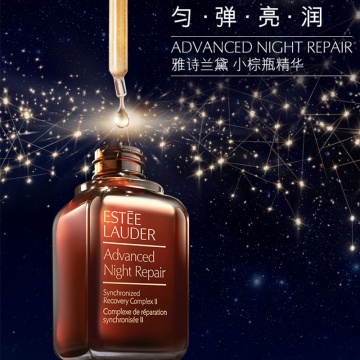 匀·弹·亮·润
ADVANCED NIGHT REPAIR
雅诗兰黛 小棕瓶精华
ESTĒE
LAUDER
Advanced
Night Repair
Synchronized
Recovery Complex II
Complexe de réparation
synchronisée II